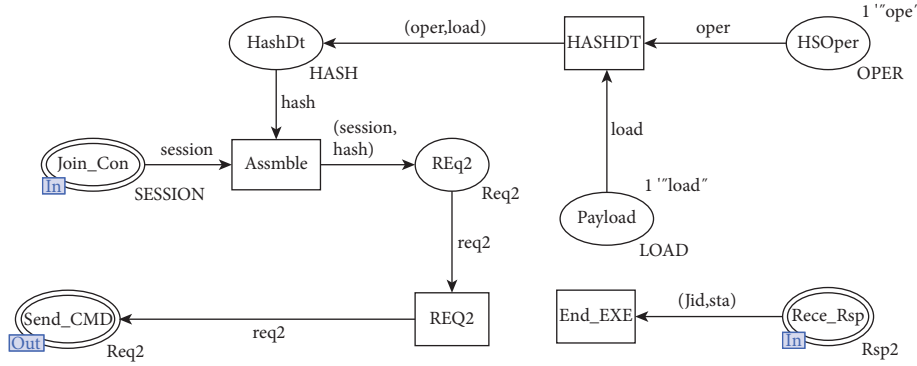 1 '"ope'
(oper,load)
oper
HashDt
HASHDT
HSOper
HASH
OPER
hash
load
(session,
hash)
session
Join_Con
Assmble
REq2
In
SESSION
Req2
1 '"load"
Payload
LOAD
req2
Send_CMD
req2
REQ2
End_EXE
(Jid,sta)
Rece_Rsp
Out
Req2
In
Rsp2